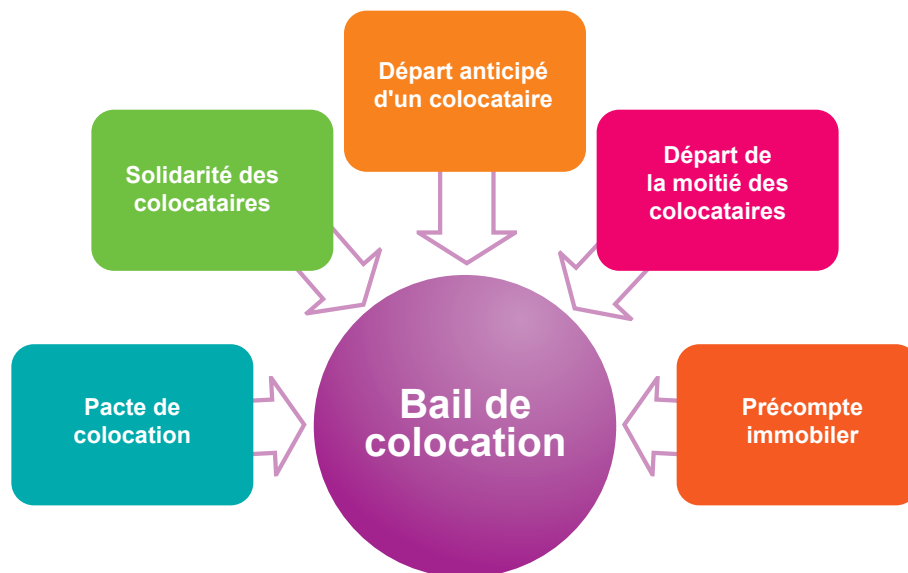 Départ anticipé
d'un colocataire
Solidarité des
colocataires
Départ de
la moitié des
colocataires
Pacte de
colocation
Bail de
colocation
Précompte
immobiler